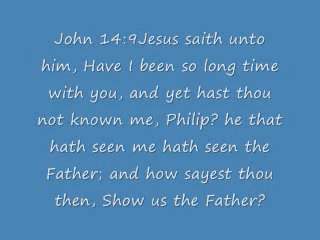 John 14:9Jesus saith unto
him, Have I been so long time
with you, and yet hast thou
not known me, Philip? he that
hath seen me hath seen the
Father; and how sayest thou
then, Show us the Father?